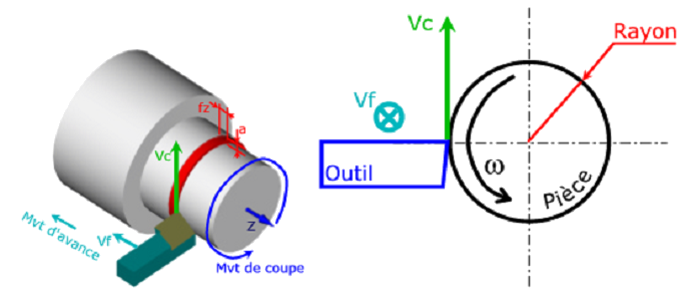 fz
a
Vc
Mvt d'avance
Vf
z
Mvt de coupe
Vc
Rayon
Vf
Outil
ω
Pièce